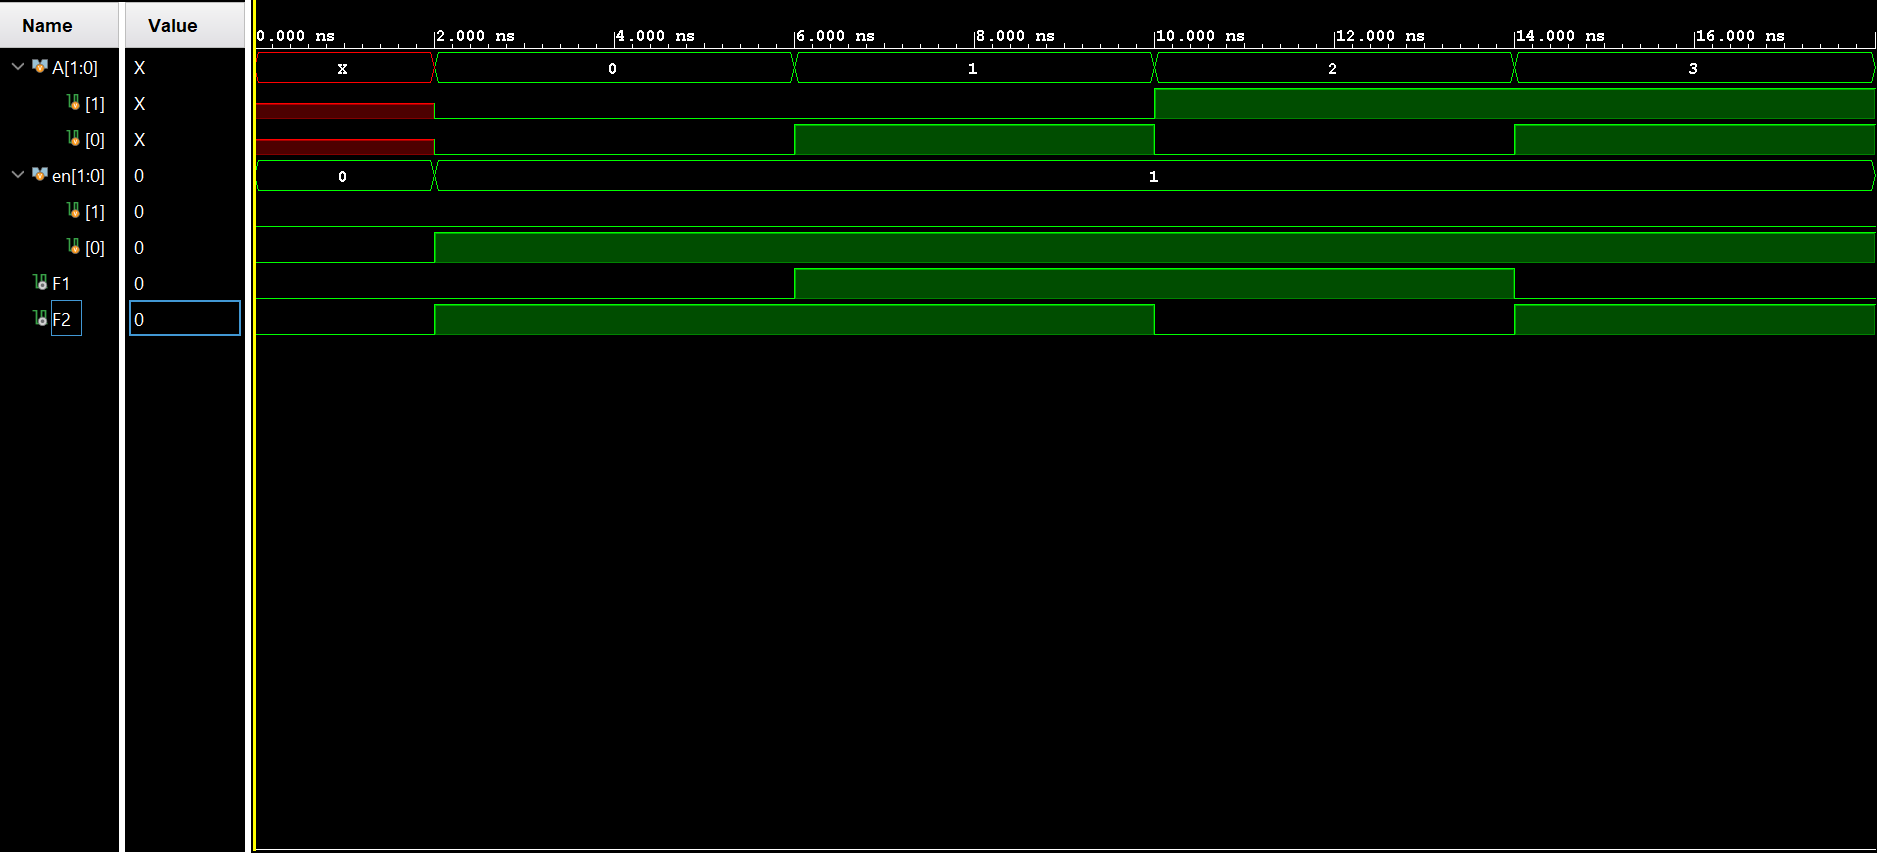 Name Value
0.000 ns 2.000 ns 4.000 ns 6.000 ns 8.000 ns 10.000 ns 12.000 ns 14.000 ns 16.000 ns
A[1:0] X X 0 1 2 3
[1] X
[0] X
en[1:0] 0 0 1
[1] 0
[0] 0
F1 0
F2 0